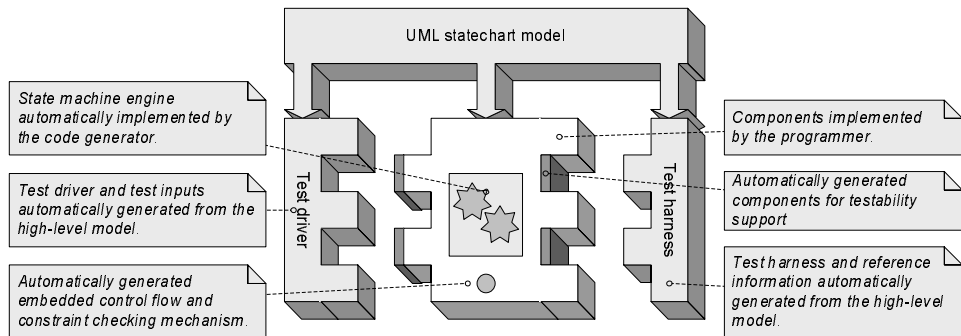 UML statechart model
State machine engine
automatically implemented by
the code generator.
Test driver and test inputs
automatically generated from the
high-level model.
Automatically generated
embedded control flow and
constraint checking mechanism.
Test driver
Test harness
Components implemented
by the programmer.
Automatically generated
components for testability
support
Test harness and reference
information automatically
generated from the high-level
model.